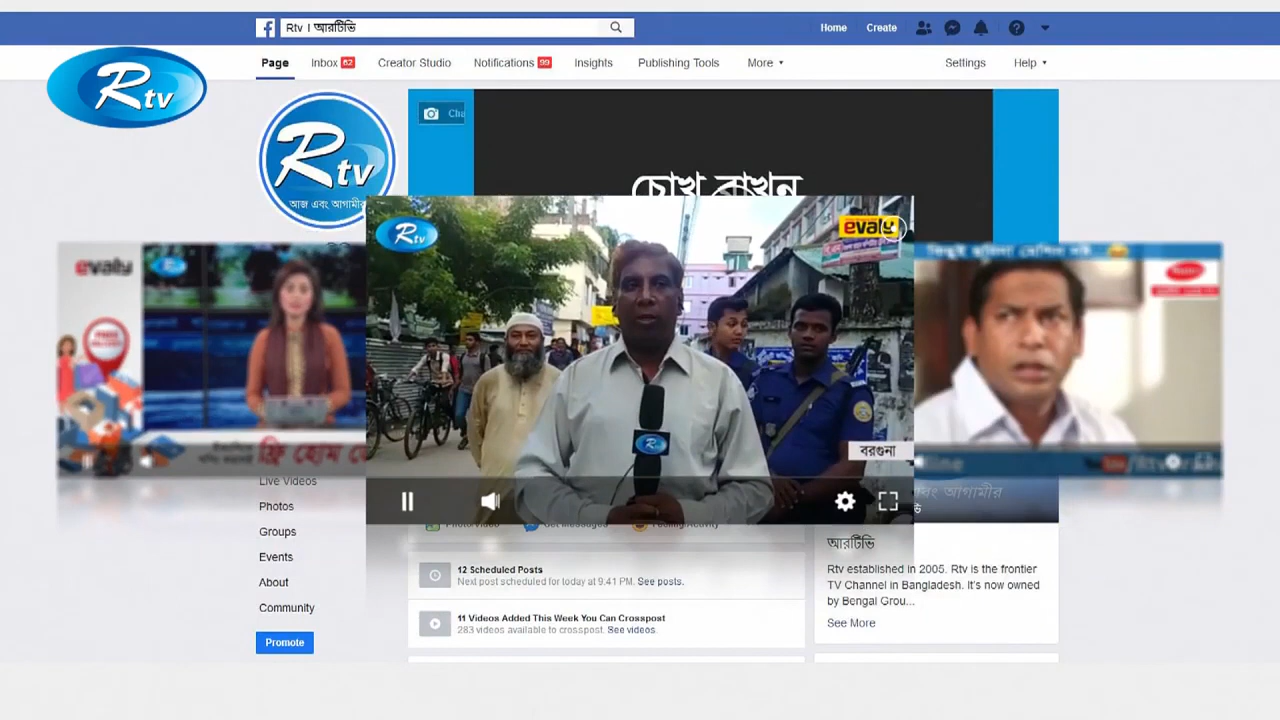 Rtv । আরটিভি
Home
Create
Rtv
Page
Inbox 62
Creator Studio
Notifications 99
Insights
Publishing Tools
More
Settings
Help
Rtv
আজ এবং আগামীর
চোখ রাখুন
evaly
Rtv
evaly
বরগুনা
ফ্রি হোম
Live Videos
Photos
Groups
Events
About
Community
Promote
12 Scheduled Posts
Next post scheduled for today at 9:41 PM. See posts.
11 Videos Added This Week You Can Crosspost
283 videos available to crosspost. See videos.
এবং আগামীর
আরটিভি
Rtv established in 2005. Rtv is the frontier
TV Channel in Bangladesh. It's now owned
by Bengal Grou...
See More